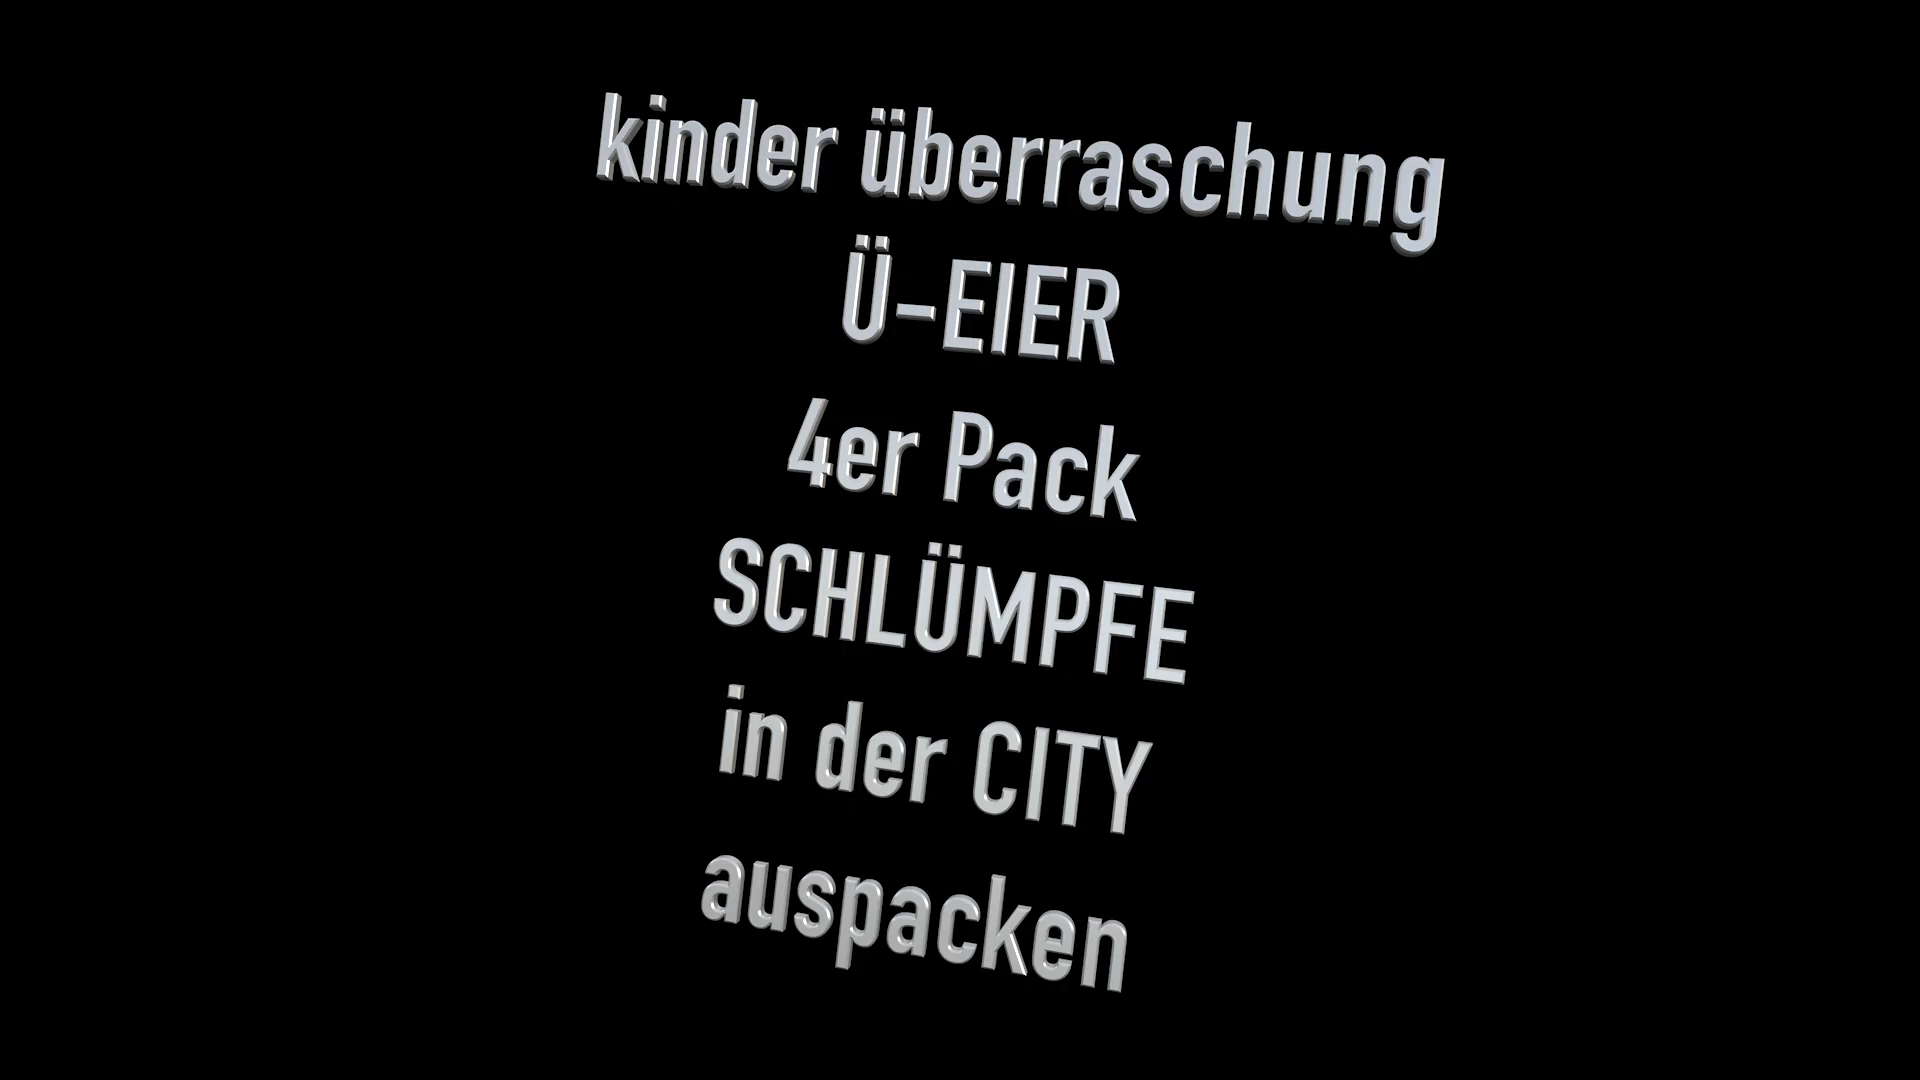 kinder überraschung
Ü-EIER
4er Pack
SCHLÜMPFE
in der CITY
auspacken